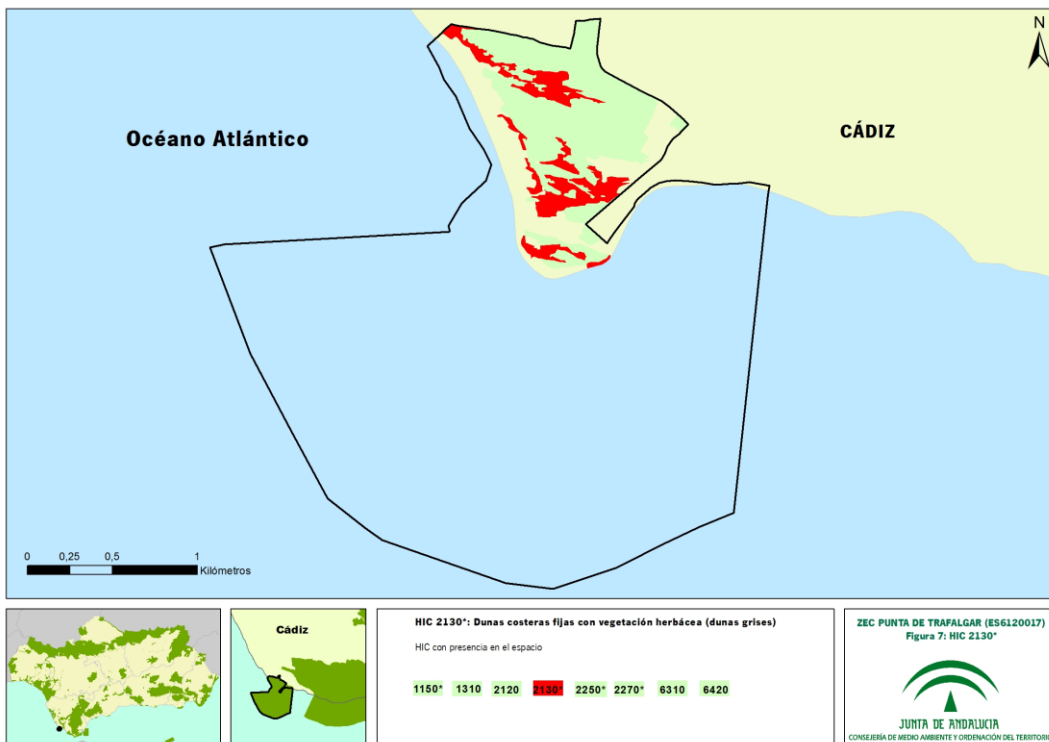 N
Océano Atlántico
CÁDIZ
0 0,25 0,5 1
Kilómetros
Cádiz
HIC 2130*: Dunas costeras fijas con vegetación herbácea (dunas grises)
HIC con presencia en el espacio
1150* 1310 2120 2130* 2250* 2270* 6310 6420
ZEC PUNTA DE TRAFALGAR (ES6120017)
Figura 7: HIC 2130*
JUNTA DE ANDALUCIA
CONSEJERÍA DE MEDIO AMBIENTE Y ORDENACIÓN DEL TERRITORIO